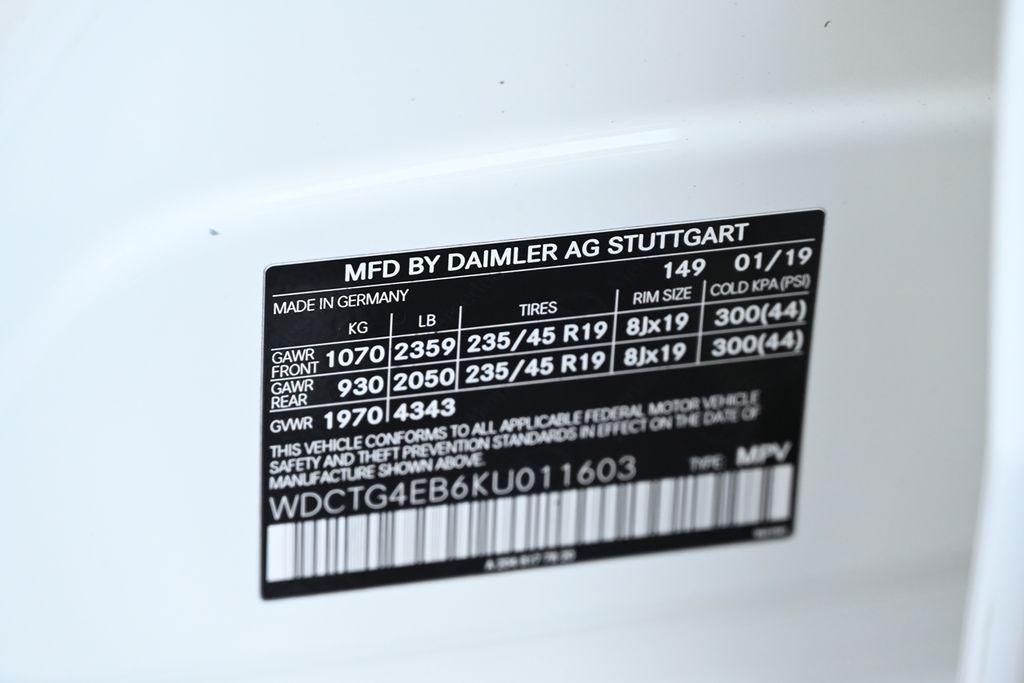 MFD BY DAIMLER AG STUTTGART
MADE IN GERMANY 149 01/19
KG LB TIRES RIM SIZE COLD KPA (PSI)
GAWR FRONT 1070 2359 235/45 R19 8Jx19 300(44)
GAWR REAR 930 2050 235/45 R19 8Jx19 300(44)
GVWR 1970 4343
THIS VEHICLE CONFORMS TO ALL APPLICABLE FEDERAL MOTOR VEHICLE
SAFETY AND THEFT PREVENTION STANDARDS IN EFFECT ON THE DATE OF
MANUFACTURE SHOWN ABOVE.
WDCTG4EB6KU011603 TYPE: MPV